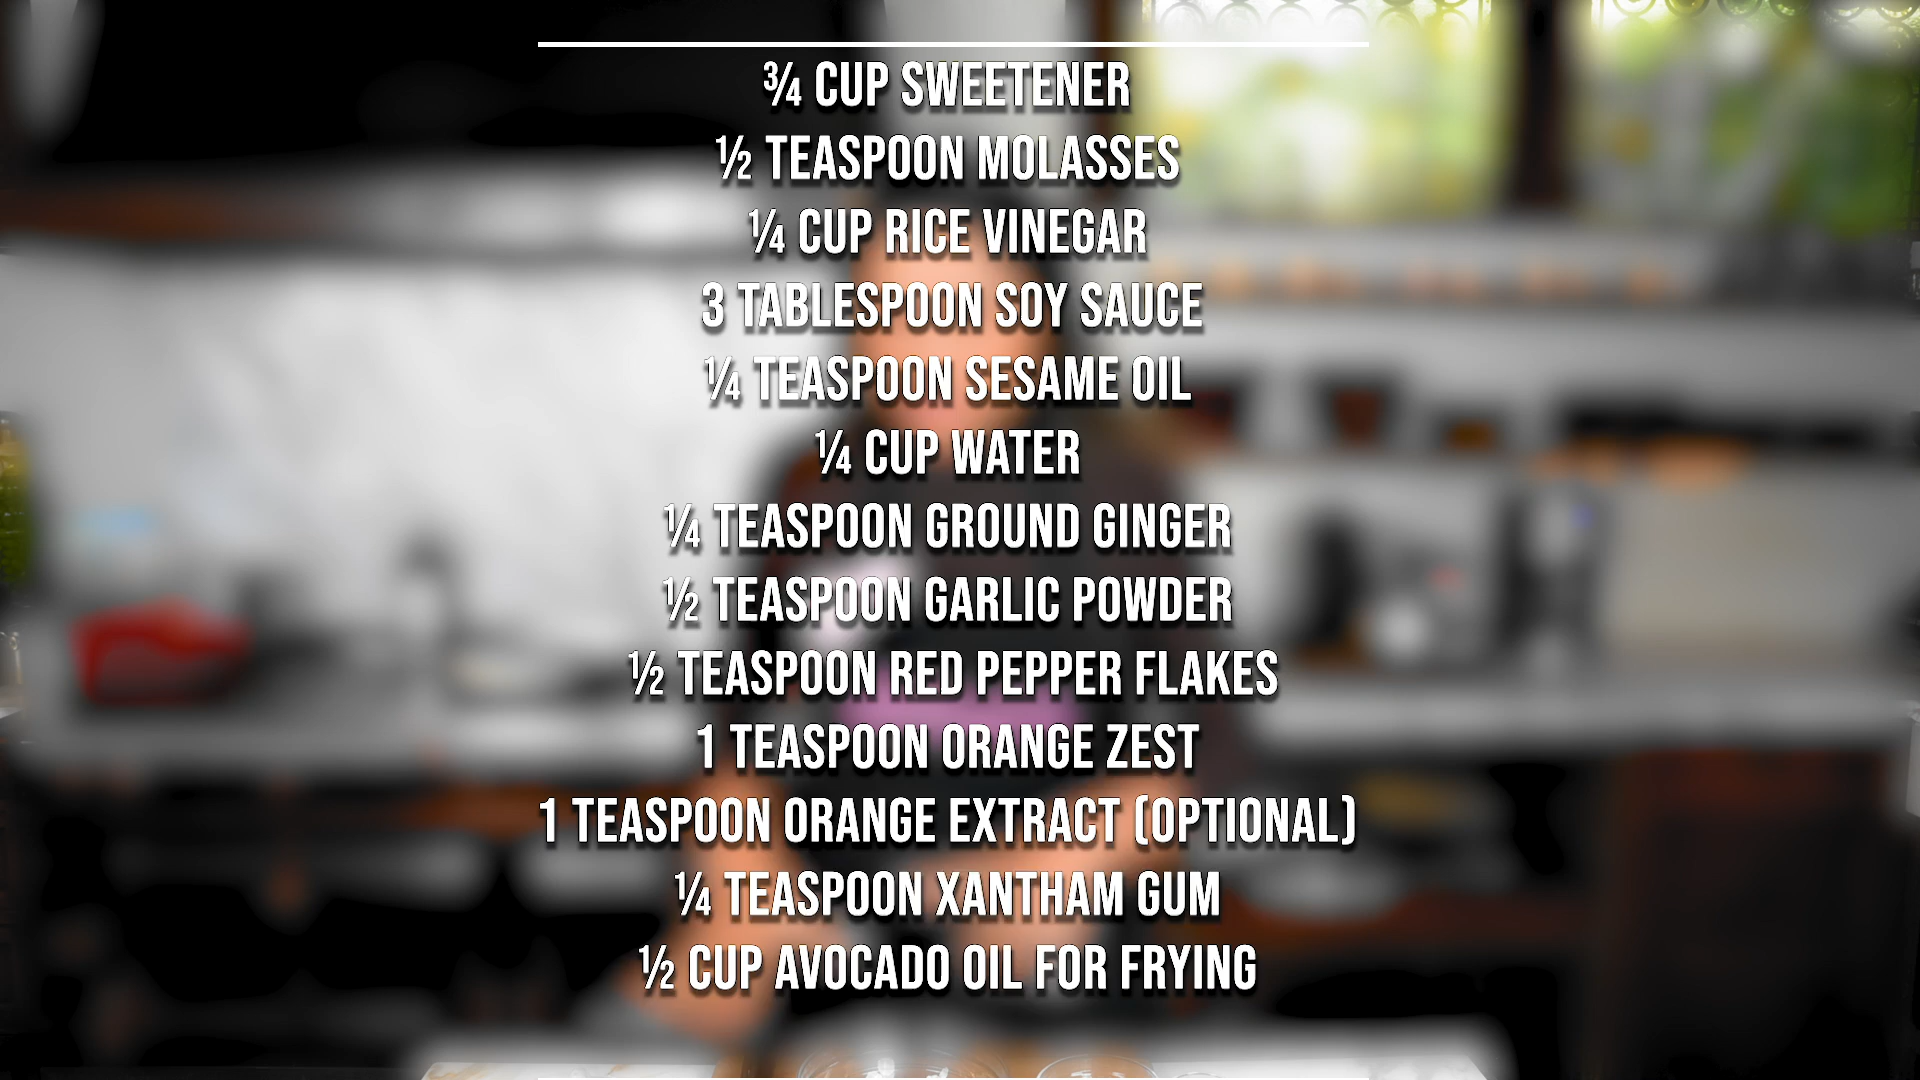 ¾ CUP SWEETENER
½ TEASPOON MOLASSES
¼ CUP RICE VINEGAR
3 TABLESPOON SOY SAUCE
¼ TEASPOON SESAME OIL
¼ CUP WATER
¼ TEASPOON GROUND GINGER
½ TEASPOON GARLIC POWDER
½ TEASPOON RED PEPPER FLAKES
1 TEASPOON ORANGE ZEST
1 TEASPOON ORANGE EXTRACT (OPTIONAL)
¼ TEASPOON XANTHAM GUM
½ CUP AVOCADO OIL FOR FRYING